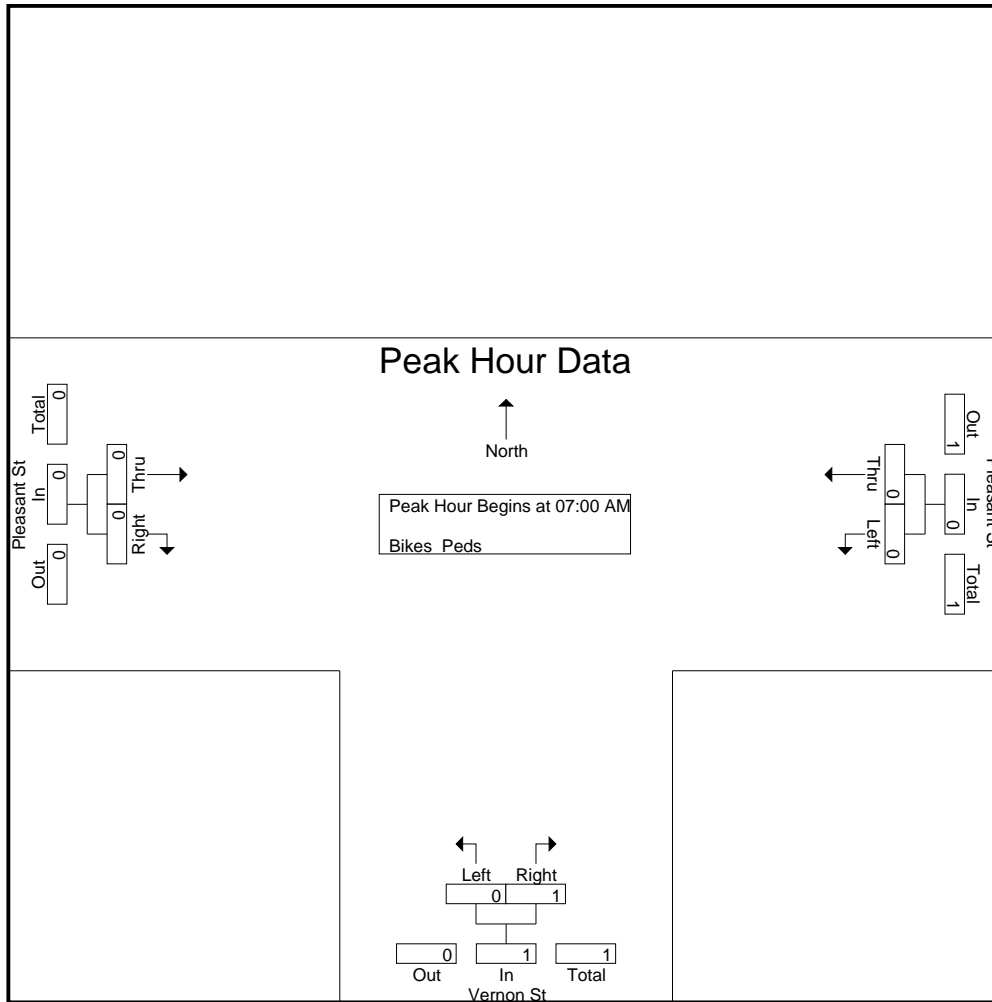 Peak Hour Data
North
Peak Hour Begins at 07:00 AM
Bikes Peds
Pleasant St
Total
0
In
0
Out
0
Thru
0
Right
0
Pleasant St
Out
1
In
0
Total
1
Thru
0
Left
0
Left Right
0 1
0 1 1
Out In Total
Vernon St